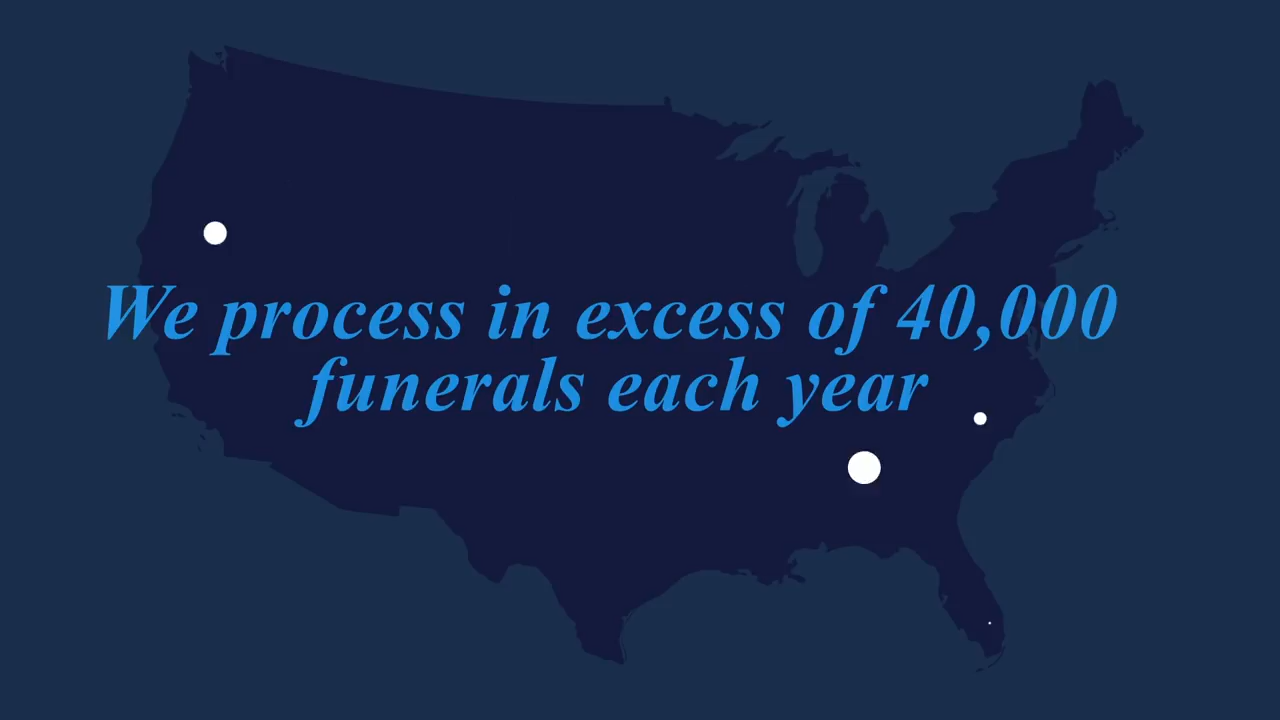 We process in excess of 40,000
funerals each year